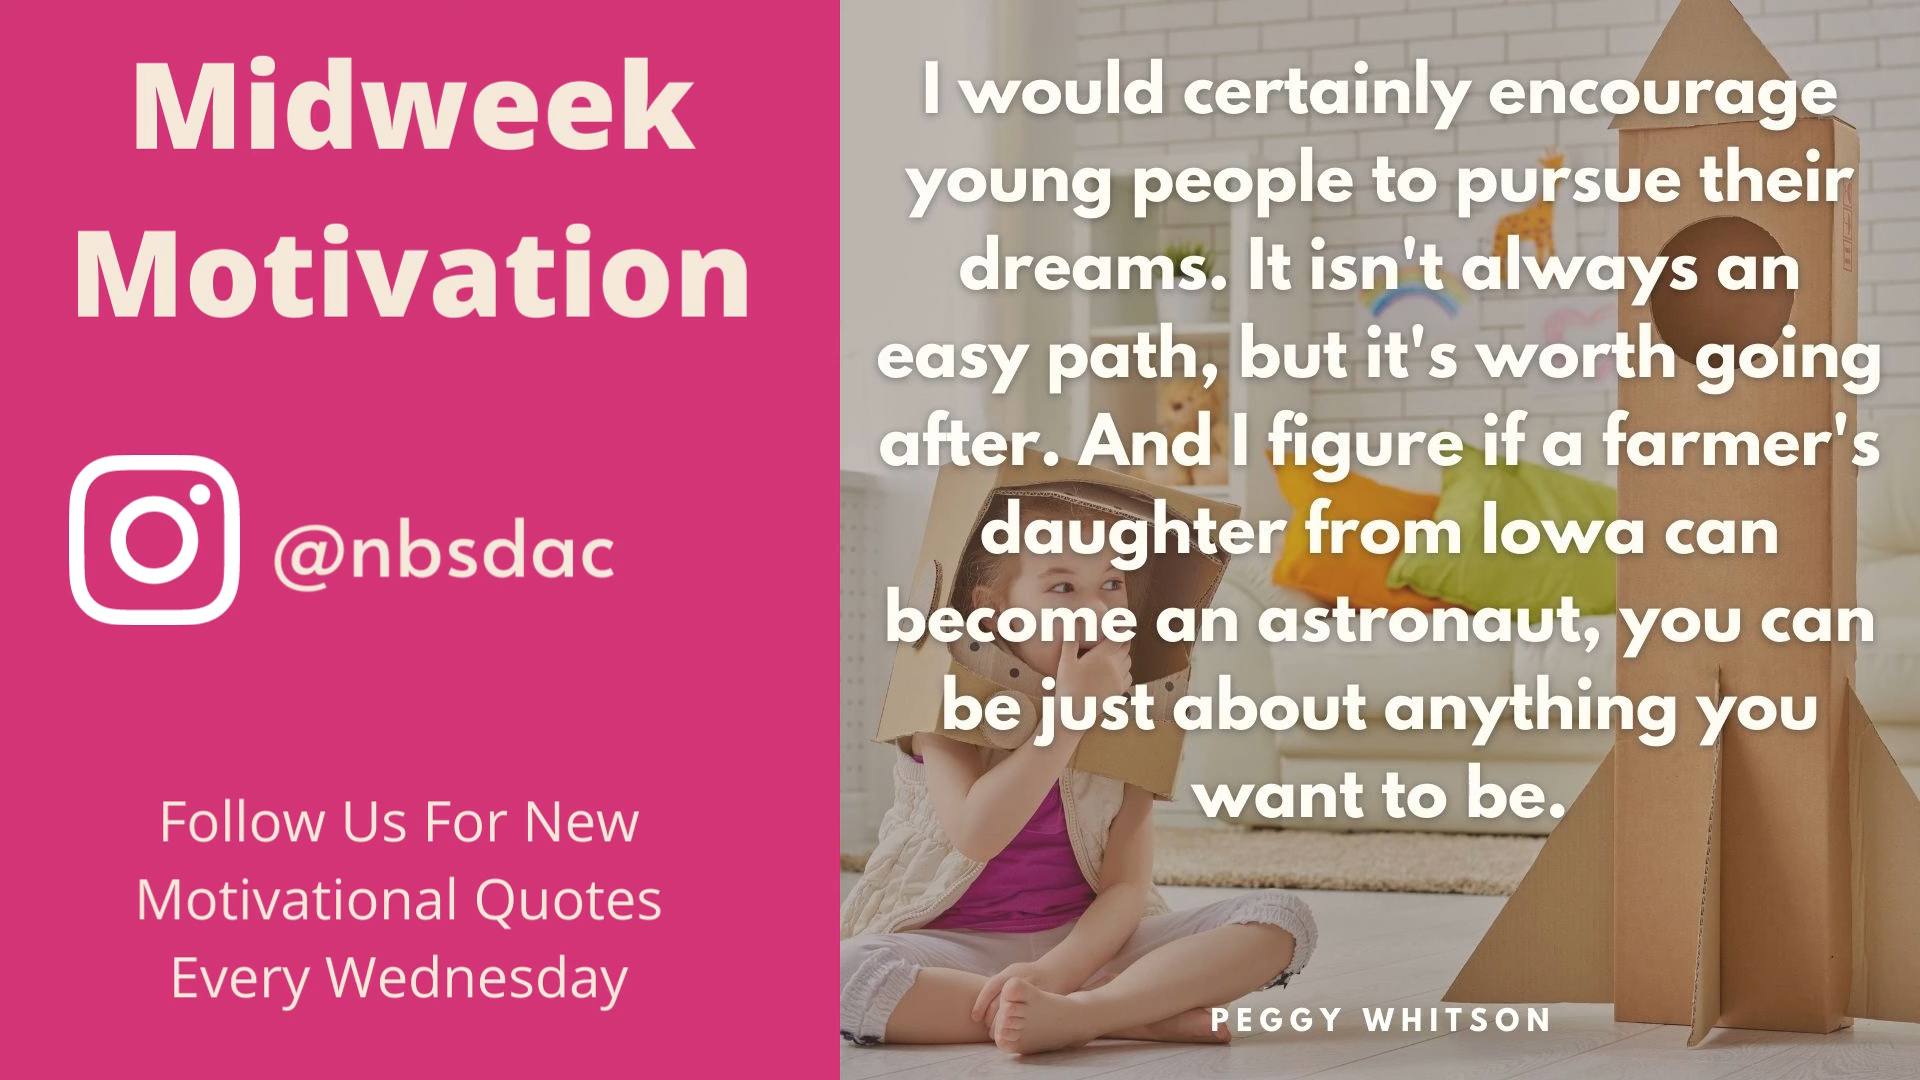 Midweek
Motivation
@nbsdac
Follow Us For New
Motivational Quotes
Every Wednesday
I would certainly encourage
young people to pursue their
dreams. It isn't always an
easy path, but it's worth going
after. And I figure if a farmer's
daughter from Iowa can
become an astronaut, you can
be just about anything you
want to be.
PEGGY WHITSON